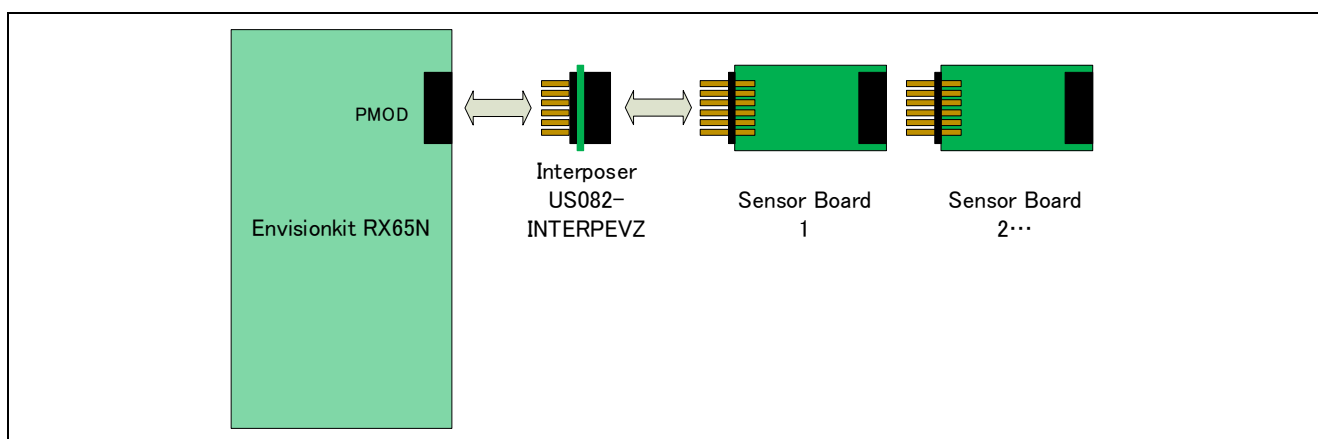 PMOD
Envisionkit RX65N
Interposer
US082-
INTERPEVZ
Sensor Board
1
Sensor Board
2…